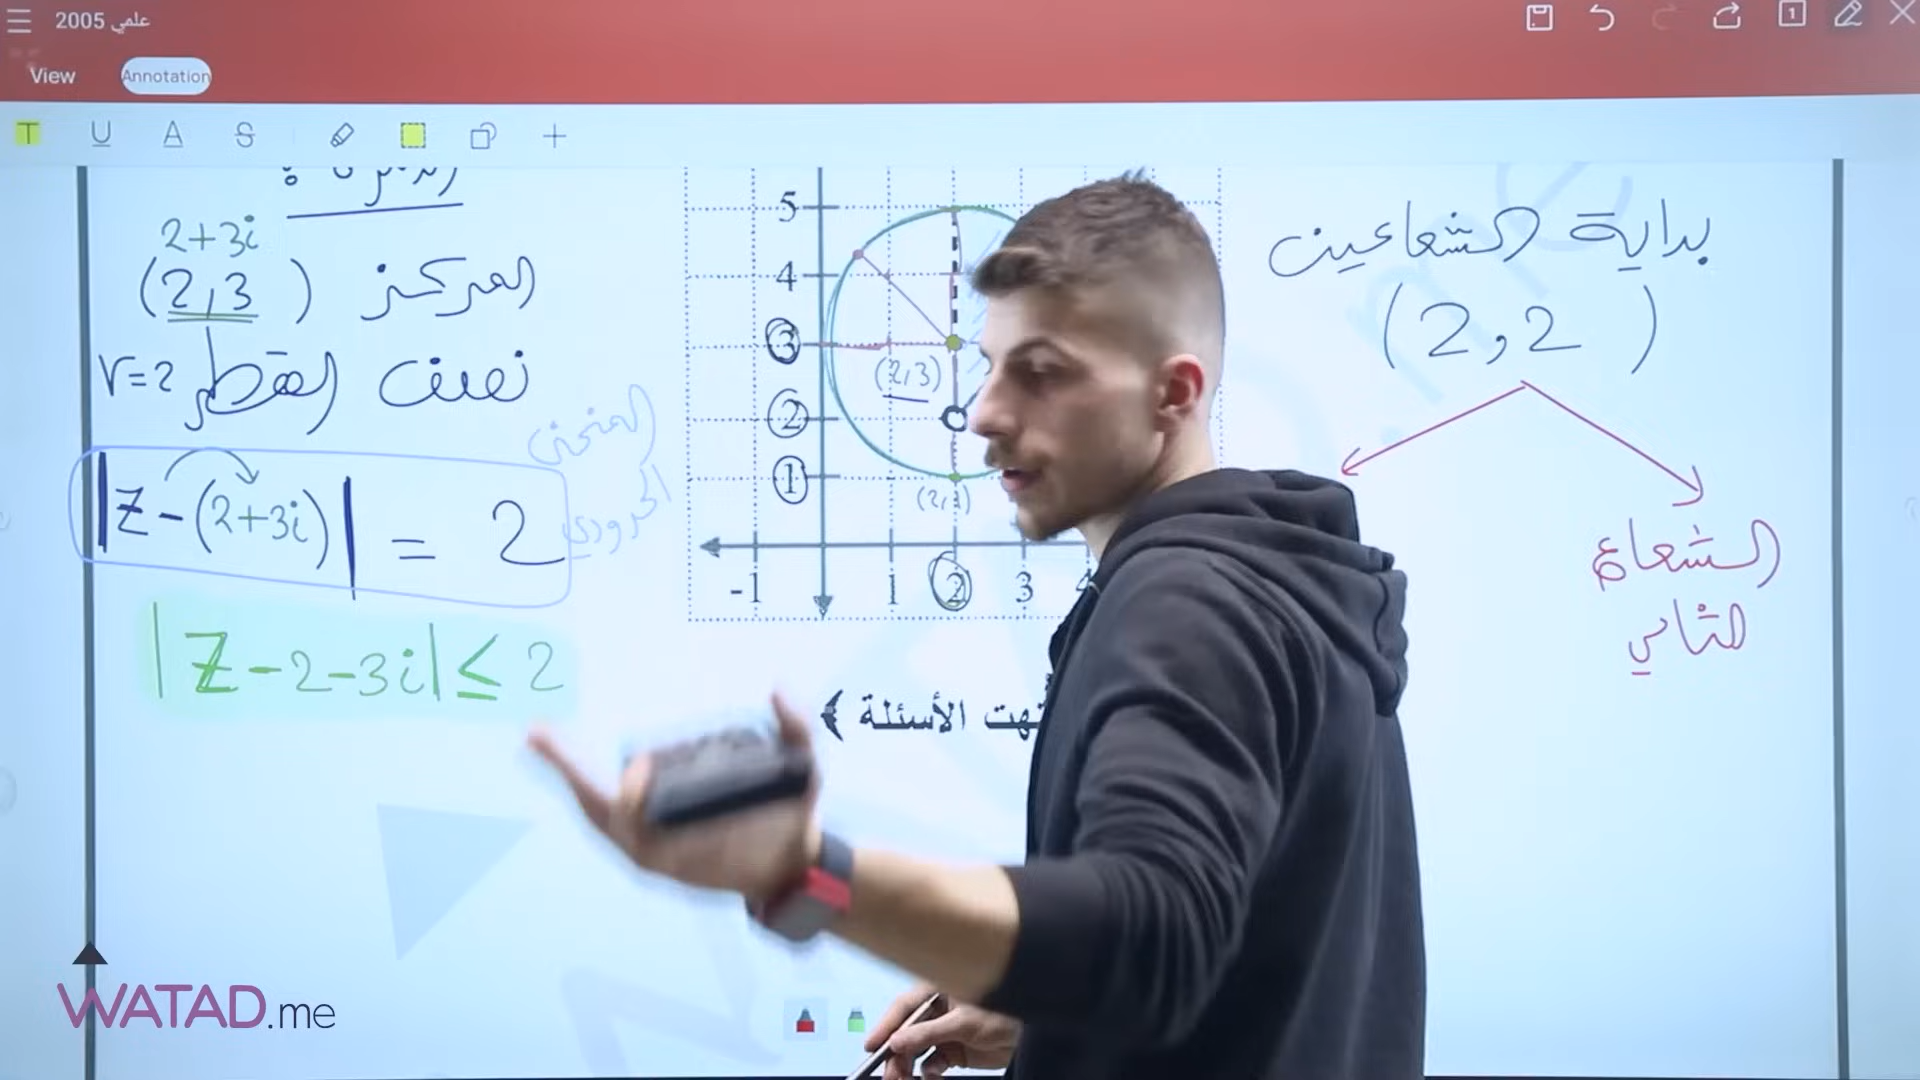 علمي 2005
1
View
Annotation
T U A S
2+3i
المركز (2,3)
نصف القطر r=2
المنحنى
الحدودي
|Z-(2+3i)| = 2
|Z-2-3i| ≤ 2
5
4
3
2
1
(2,3)
(2,1)
-1 1 2 3 4
بداية الشعاعين
(2,2)
الشعاع
الثاني
الأسئلة
WATAD.me